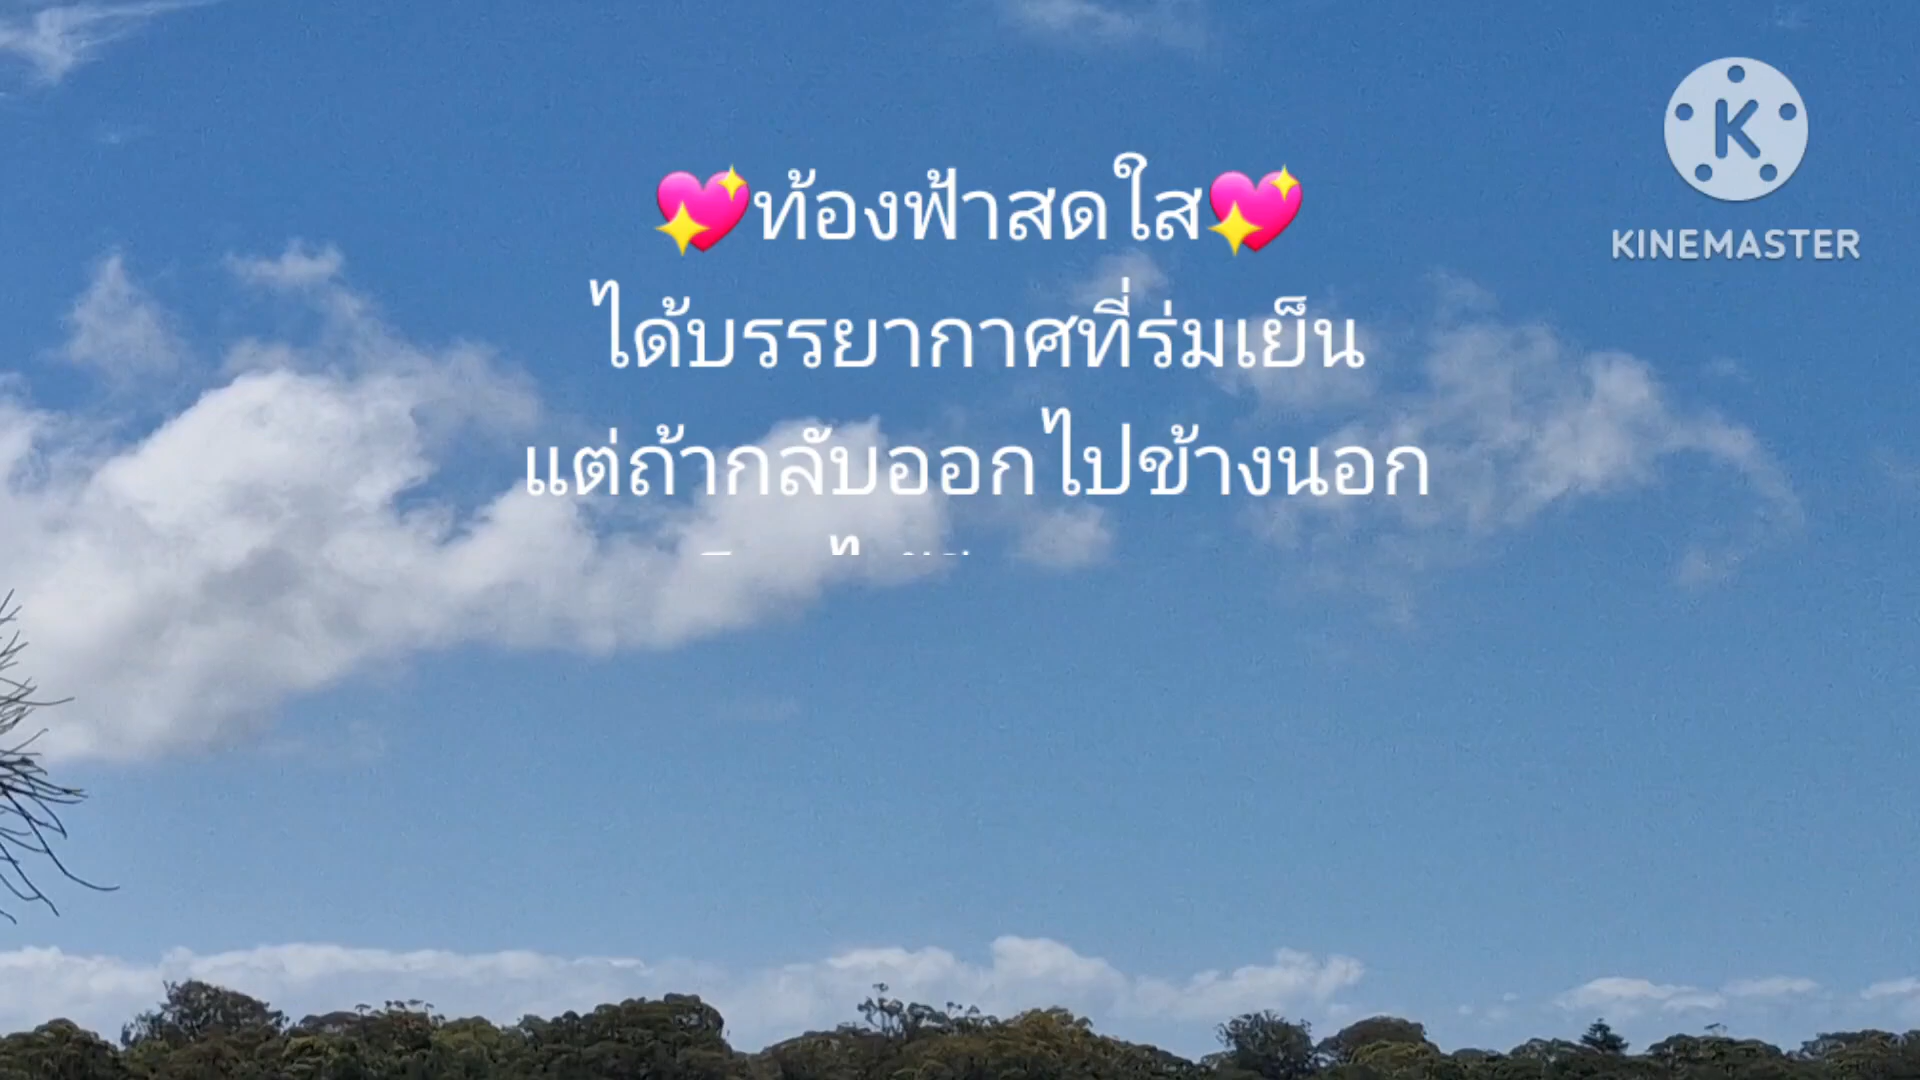 💖ท้องฟ้าสดใส💖
ได้บรรยากาศที่ร่มเย็น
แต่ถ้ากลับออกไปข้างนอก
K
KINEMASTER